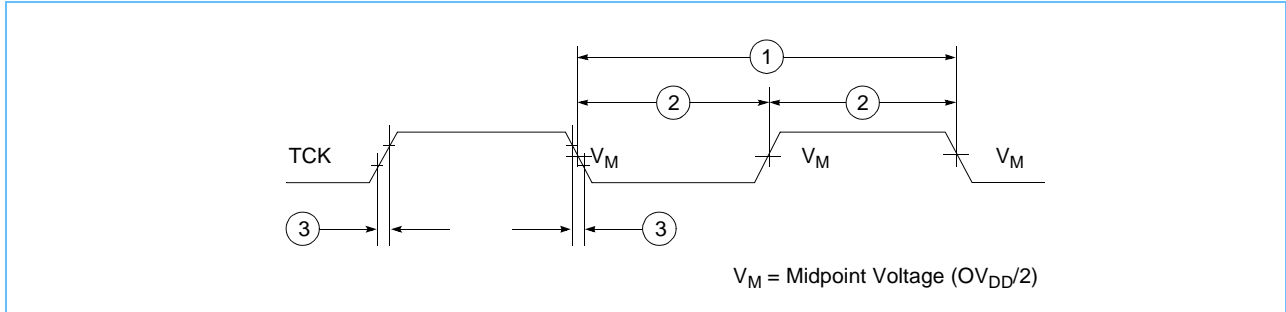 1
2 2
TCK V_M V_M V_M
3 3
V_M = Midpoint Voltage (OV_DD/2)